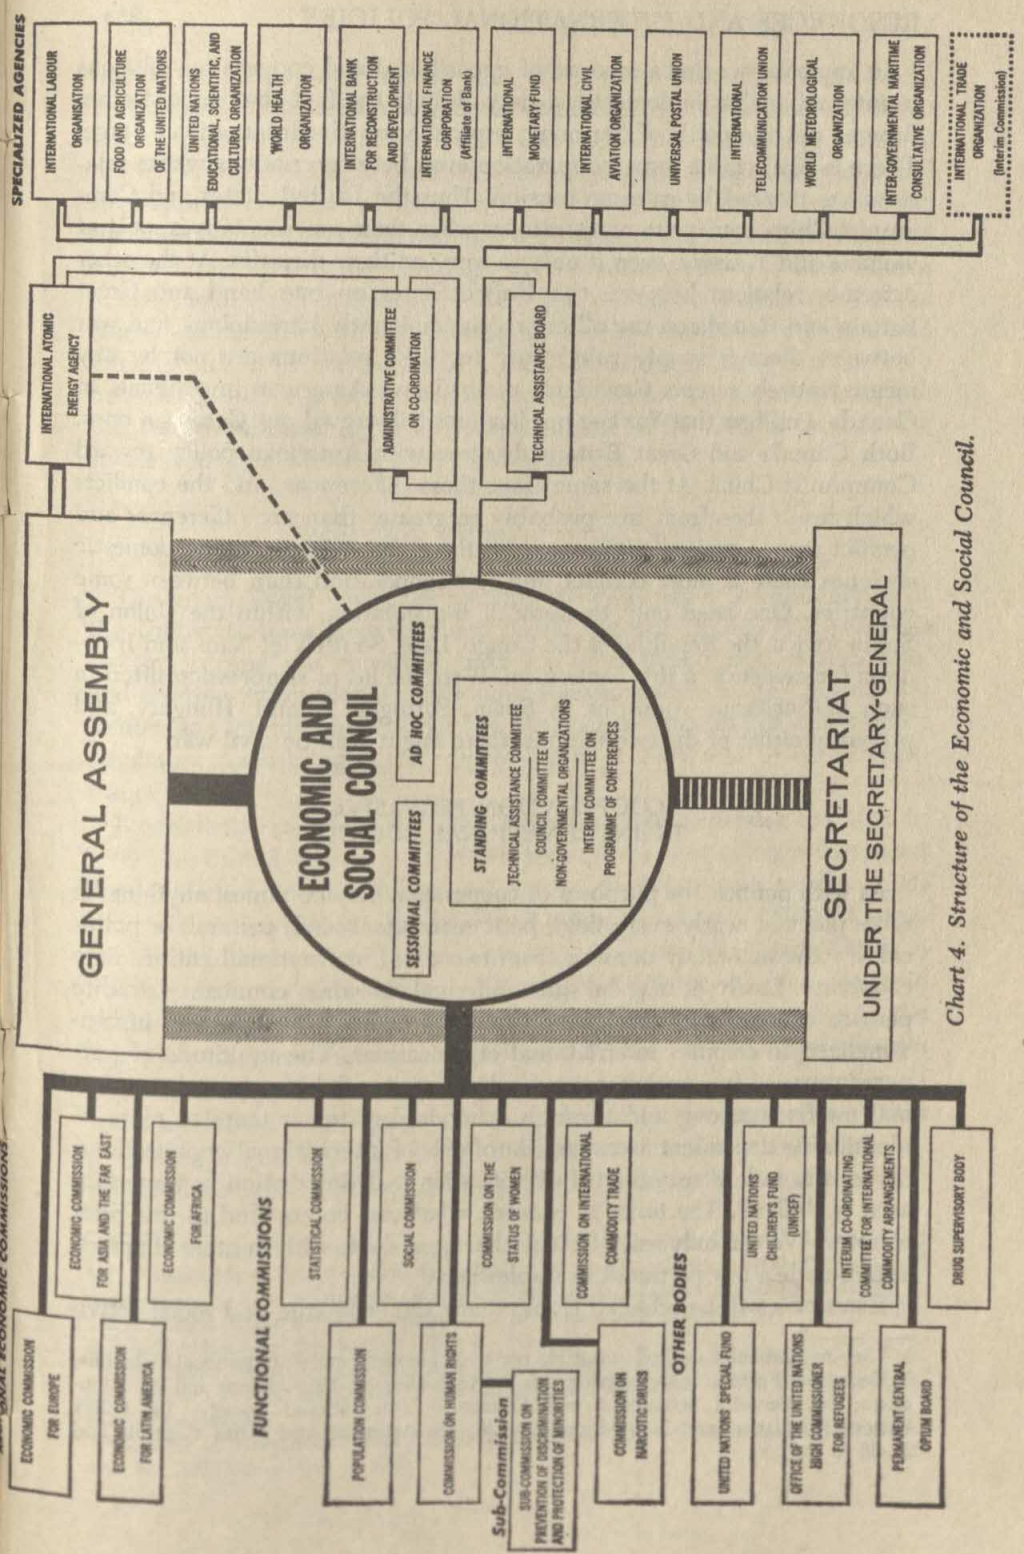 ECONOMIC COMMISSIONS
ECONOMIC COMMISSION
FOR EUROPE
ECONOMIC COMMISSION
FOR ASIA AND THE FAR EAST
ECONOMIC COMMISSION
FOR LATIN AMERICA
ECONOMIC COMMISSION
FOR AFRICA
FUNCTIONAL COMMISSIONS
STATISTICAL COMMISSION
POPULATION COMMISSION
SOCIAL COMMISSION
COMMISSION ON HUMAN RIGHTS
COMMISSION ON THE
STATUS OF WOMEN
Sub-Commission
SUB-COMMISSION ON
PREVENTION OF DISCRIMINATION
AND PROTECTION OF MINORITIES
COMMISSION ON INTERNATIONAL
COMMODITY TRADE
COMMISSION ON
NARCOTIC DRUGS
OTHER BODIES
UNITED NATIONS SPECIAL FUND
UNITED NATIONS
CHILDREN'S FUND
(UNICEF)
OFFICE OF THE UNITED NATIONS
HIGH COMMISSIONER
FOR REFUGEES
INTERIM CO-ORDINATING
COMMITTEE FOR INTERNATIONAL
COMMODITY ARRANGEMENTS
PERMANENT CENTRAL
OPIUM BOARD
DRUG SUPERVISORY BODY
GENERAL ASSEMBLY
ECONOMIC AND
SOCIAL COUNCIL
SESSIONAL COMMITTEES
AD HOC COMMITTEES
STANDING COMMITTEES
TECHNICAL ASSISTANCE COMMITTEE
COUNCIL COMMITTEE ON
NON-GOVERNMENTAL ORGANIZATIONS
INTERIM COMMITTEE ON
PROGRAMME OF CONFERENCES
SECRETARIAT
UNDER THE SECRETARY-GENERAL
INTERNATIONAL ATOMIC
ENERGY AGENCY
ADMINISTRATIVE COMMITTEE
ON CO-ORDINATION
TECHNICAL ASSISTANCE BOARD
SPECIALIZED AGENCIES
INTERNATIONAL LABOUR
ORGANISATION
FOOD AND AGRICULTURE
ORGANIZATION
OF THE UNITED NATIONS
UNITED NATIONS
EDUCATIONAL, SCIENTIFIC, AND
CULTURAL ORGANIZATION
WORLD HEALTH
ORGANIZATION
INTERNATIONAL BANK
FOR RECONSTRUCTION
AND DEVELOPMENT
INTERNATIONAL FINANCE
CORPORATION
(Affiliate of Bank)
INTERNATIONAL
MONETARY FUND
INTERNATIONAL CIVIL
AVIATION ORGANIZATION
UNIVERSAL POSTAL UNION
INTERNATIONAL
TELECOMMUNICATION UNION
WORLD METEOROLOGICAL
ORGANIZATION
INTER-GOVERNMENTAL MARITIME
CONSULTATIVE ORGANIZATION
INTERNATIONAL TRADE
ORGANIZATION
(Interim Commission)
Chart 4. Structure of the Economic and Social Council.